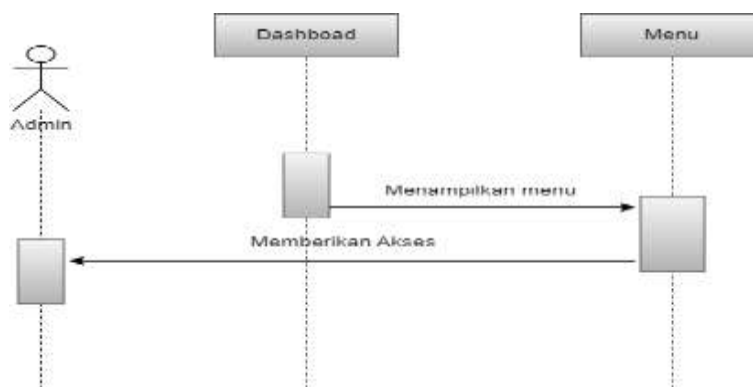 Dashboad
Menu
Admin
Menampilkan menu
Memberikan Akses